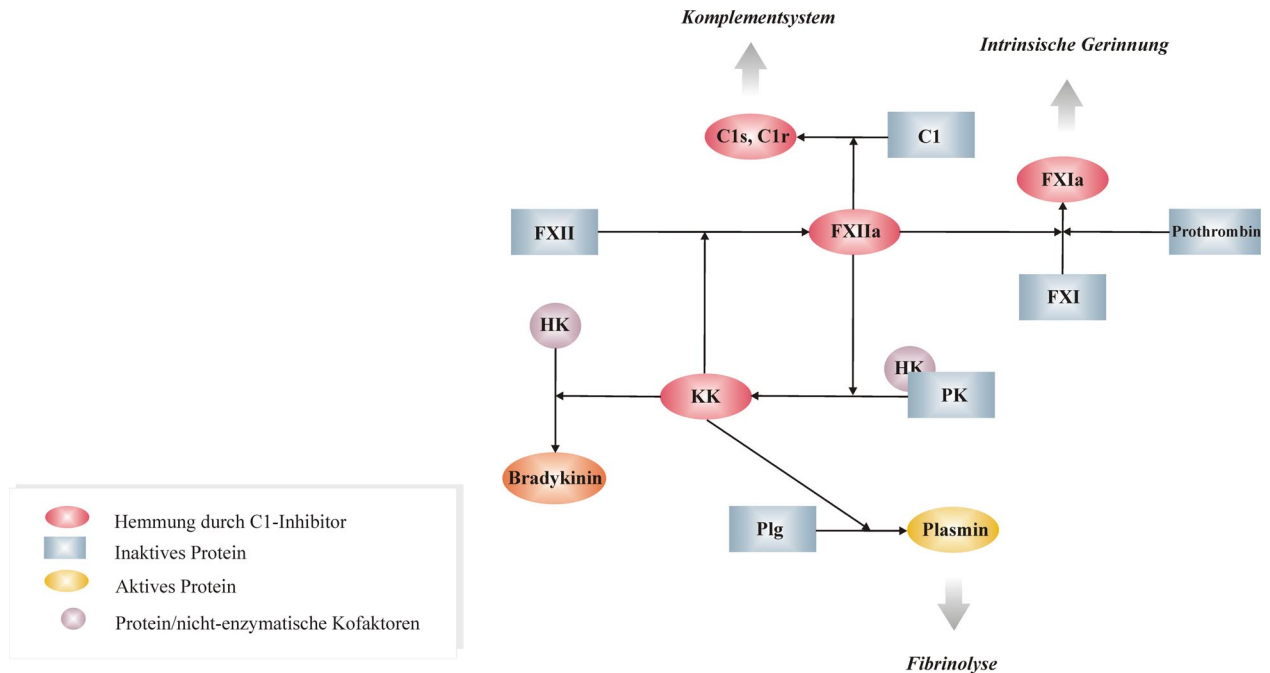 Komplementsystem
Intrinsische Gerinnung
C1s, C1r
C1
FXIa
FXII
FXIIa
Prothrombin
FXI
HK
HK
KK
PK
Bradykinin
Plg
Plasmin
Hemmung durch C1-Inhibitor
Inaktives Protein
Aktives Protein
Protein/nicht-enzymatische Kofaktoren
Fibrinolyse